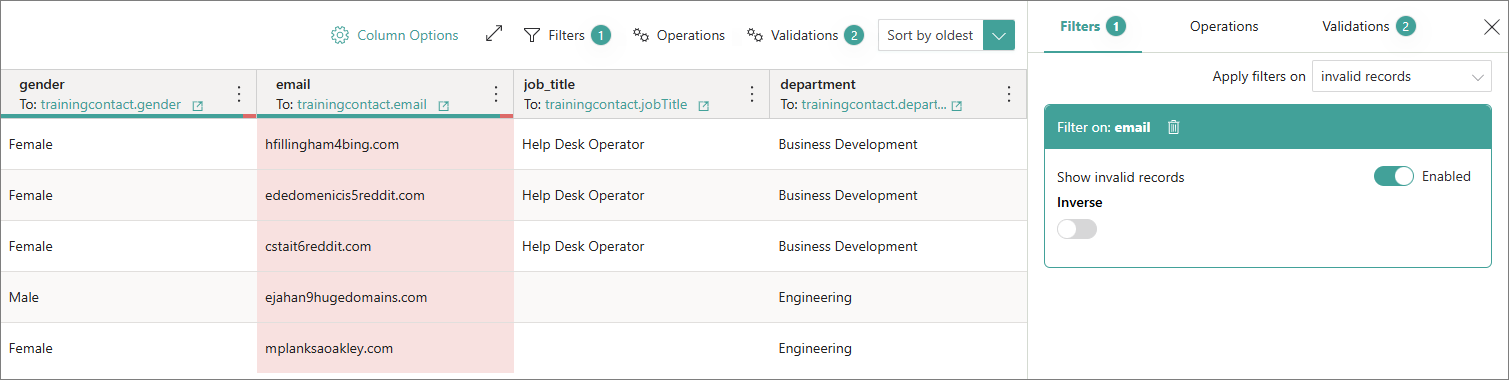 Column Options Filters 1 Operations Validations 2 Sort by oldest
Filters 1 Operations Validations 2
Apply filters on invalid records
gender email job_title department
To: trainingcontact.gender To: trainingcontact.email To: trainingcontact.jobTitle To: trainingcontact.depart...
Female hfillingham4bing.com Help Desk Operator Business Development
Female ededomenicis5reddit.com Help Desk Operator Business Development
Female cstait6reddit.com Help Desk Operator Business Development
Male ejahan9hugedomains.com Engineering
Female mplanksaoakley.com Engineering
Filter on: email
Show invalid records Enabled
Inverse